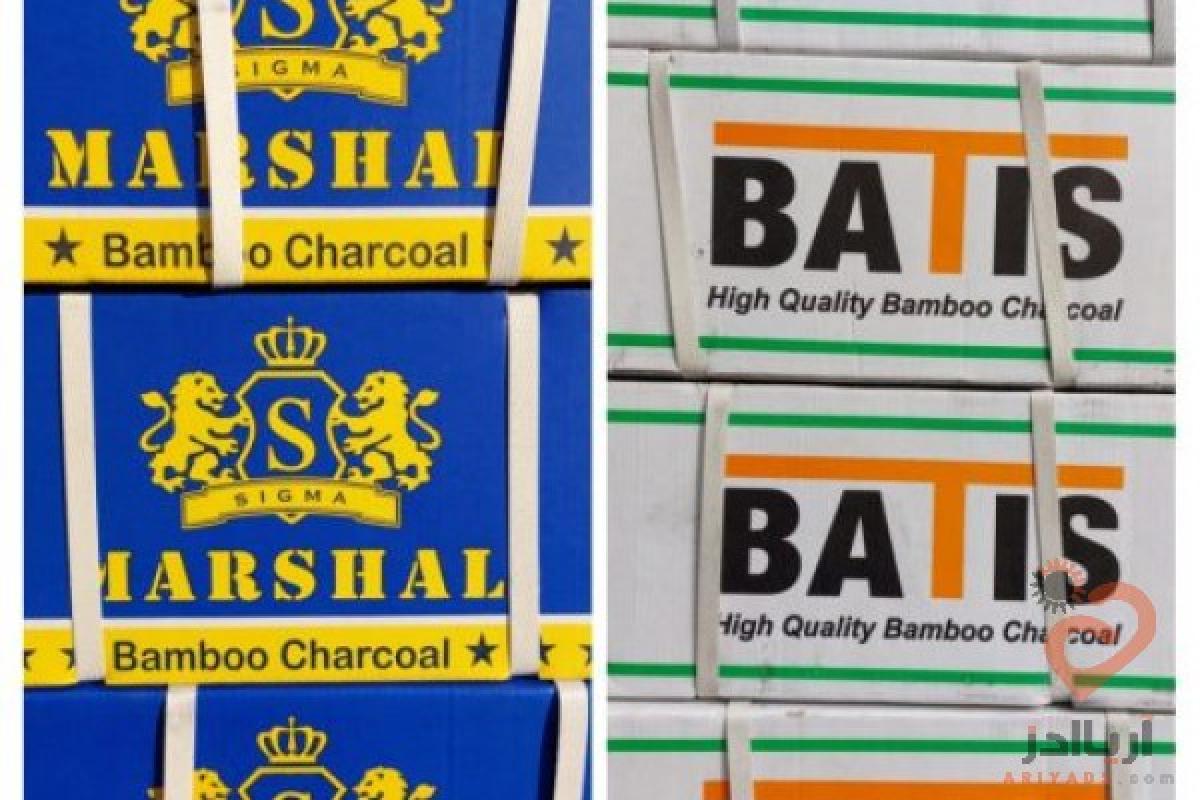 S
SIGMA
MARSHAL
★ Bamboo Charcoal ★
S
SIGMA
MARSHAL
Bamboo Charcoal ★
BATIS
High Quality Bamboo Charcoal
BATIS
High Quality Bamboo Charcoal
آریاادز
ARIYADS.com